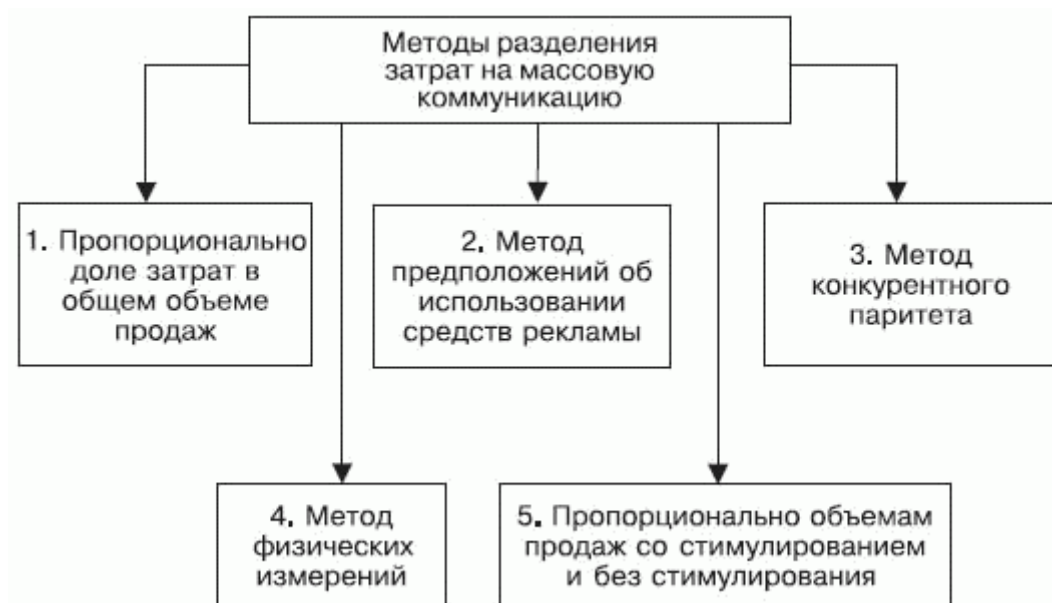 Методы разделения
затрат на массовую
коммуникацию
1. Пропорционально
доле затрат в
общем объеме
продаж
2. Метод
предположений об
использовании
средств рекламы
3. Метод
конкурентного
паритета
4. Метод
физических
измерений
5. Пропорционально объемам
продаж со стимулированием
и без стимулирования